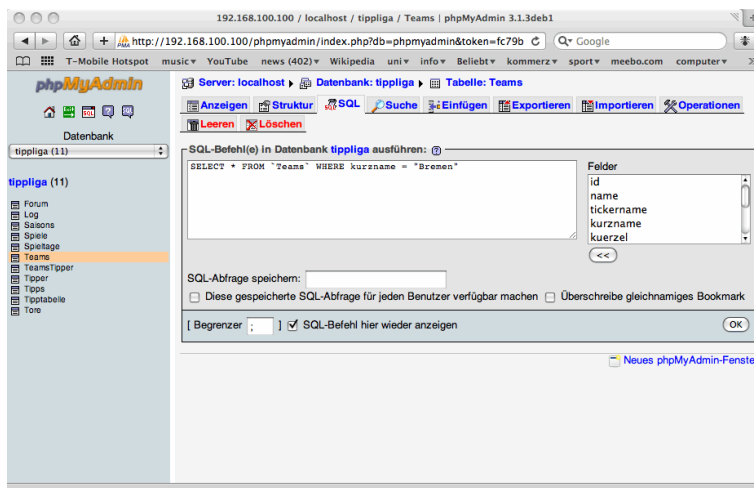 192.168.100.100 / localhost / tippliga / Teams | phpMyAdmin 3.1.3deb1
http://192.168.100.100/phpmyadmin/index.php?db=phpmyadmin&token=fc79b
Google
T-Mobile Hotspot music YouTube news (402) Wikipedia uni info Beliebt kommerz sport meebo.com computer
phpMyAdmin
Datenbank
tippliga (11)
tippliga (11)
Forum
Log
Saisons
Spiele
Spieltage
Teams
TeamsTipper
Tipper
Tipps
Tipptabelle
Tore
Server: localhost Datenbank: tippliga Tabelle: Teams
Anzeigen Struktur SQL Suche Einfügen Exportieren Importieren Operationen
Leeren Löschen
SQL-Befehl(e) in Datenbank tippliga ausführen:
SELECT * FROM `Teams` WHERE kurzname = "Bremen"
Felder
id
name
tickername
kurzname
kuerzel
<<
SQL-Abfrage speichern:
Diese gespeicherte SQL-Abfrage für jeden Benutzer verfügbar machen Überschreibe gleichnamiges Bookmark
[ Begrenzer ; ] SQL-Befehl hier wieder anzeigen
OK
Neues phpMyAdmin-Fenste